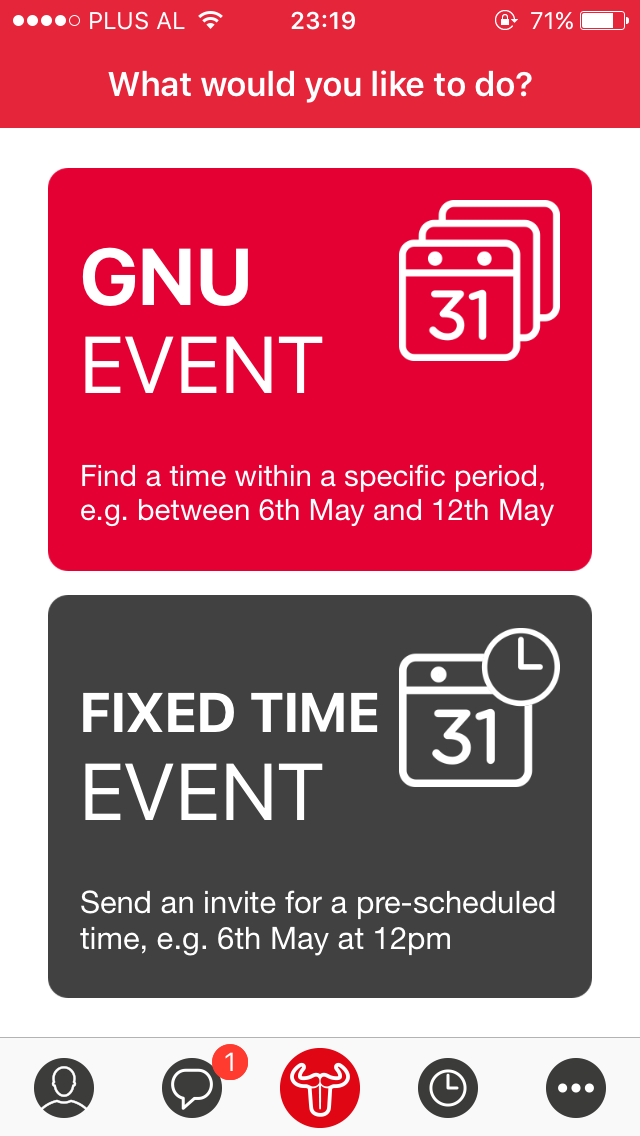 PLUS AL 23:19 71%
What would you like to do?
GNU
EVENT
31
Find a time within a specific period,
e.g. between 6th May and 12th May
FIXED TIME
EVENT
31
Send an invite for a pre-scheduled
time, e.g. 6th May at 12pm
1